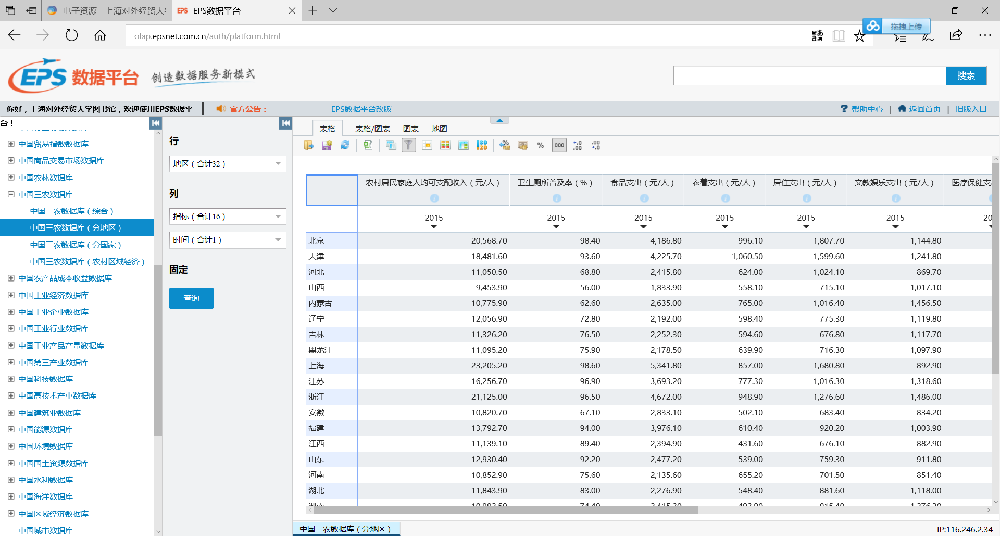 电子资源 - 上海对外经贸大学
EPS EPS数据平台
olap.epsnet.com.cn/auth/platform.html
拖拽上传
EPS 数据平台 创造数据服务新模式
搜索
你好，上海对外经贸大学图书馆，欢迎使用EPS数据平
台！
官方公告：
EPS数据平台改版
? 帮助中心 | 返回首页 | 旧版入口
中国贸易指数数据库
中国商品交易市场数据库
中国农林数据库
中国三农数据库
中国三农数据库（综合）
中国三农数据库（分地区）
中国三农数据库（分国家）
中国三农数据库（农村区域经济）
中国农产品成本收益数据库
中国工业经济数据库
中国工业企业数据库
中国工业行业数据库
中国工业产品产量数据库
中国第三产业数据库
中国科技数据库
中国高技术产业数据库
中国建筑业数据库
中国能源数据库
中国环境数据库
中国国土资源数据库
中国水利数据库
中国海洋数据库
中国区域经济数据库
中国城市数据库
行
地区（合计32）
列
指标（合计16）
时间（合计1）
固定
查询
表格 表格/图表 图表 地图
农村居民家庭人均可支配收入（元/人） 卫生厕所普及率（%） 食品支出（元/人） 衣着支出（元/人） 居住支出（元/人） 文教娱乐支出（元/人） 医疗保健支出
2015 2015 2015 2015 2015 2015 20
北京 20,568.70 98.40 4,186.80 996.10 1,807.70 1,144.80
天津 18,481.60 93.60 4,225.70 1,060.50 1,599.60 1,241.80
河北 11,050.50 68.80 2,415.80 624.00 1,024.10 869.70
山西 9,453.90 56.00 1,833.90 558.10 715.10 1,017.10
内蒙古 10,775.90 62.60 2,635.00 765.00 1,016.40 1,456.50
辽宁 12,056.90 72.80 2,192.00 598.40 775.30 1,119.80
吉林 11,326.20 76.50 2,252.30 594.60 676.80 1,117.70
黑龙江 11,095.20 75.90 2,178.50 639.90 716.30 1,097.90
上海 23,205.20 98.60 5,341.80 857.00 1,680.80 892.90
江苏 16,256.70 96.90 3,693.20 777.30 1,016.30 1,318.60
浙江 21,125.00 96.50 4,672.00 948.90 1,276.60 1,486.00
安徽 10,820.70 67.10 2,833.10 502.10 683.40 834.20
福建 13,792.70 94.00 3,976.10 610.40 920.20 1,003.90
江西 11,139.10 89.40 2,394.90 431.60 676.10 882.90
山东 12,930.40 92.20 2,477.20 539.00 759.30 911.80
河南 10,852.90 75.60 2,135.60 655.20 701.50 851.40
湖北 11,843.90 83.00 2,276.90 548.40 881.60 1,118.00
湖南 10,992.50 74.40 2,415.30 493.90 915.40 1,276.20
中国三农数据库（分地区）
IP:116.246.2.34